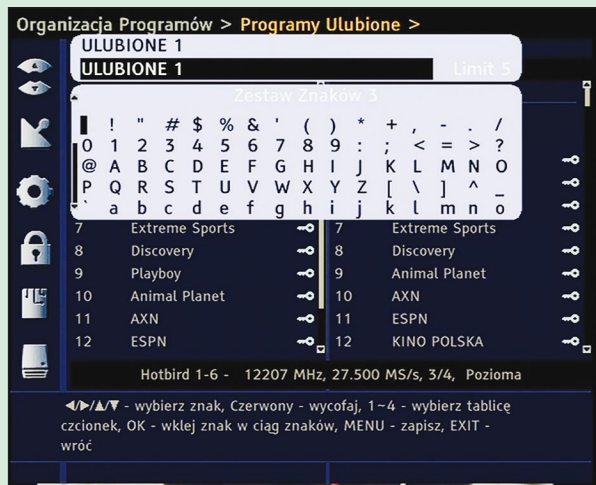 Organizacja Programów > Programy Ulubione >
ULUBIONE 1
ULUBIONE 1 Limit 5
Zestaw Znaków 3
! " # $ % & ' ( ) * + , - . /
0 1 2 3 4 5 6 7 8 9 : ; < = > ?
@ A B C D E F G H I J K L M N O
P Q R S T U V W X Y Z [ \ ] ^ _
` a b c d e f g h i j k l m n o
7 Extreme Sports 7 Extreme Sports
8 Discovery 8 Discovery
9 Playboy 9 Animal Planet
10 Animal Planet 10 AXN
11 AXN 11 ESPN
12 ESPN 12 KINO POLSKA
Hotbird 1-6 - 12207 MHz, 27.500 MS/s, 3/4, Pozioma
◄/►/▲/▼ - wybierz znak, Czerwony - wycofaj, 1~4 - wybierz tablicę
czcionek, OK - wklej znak w ciąg znaków, MENU - zapisz, EXIT -
wróć